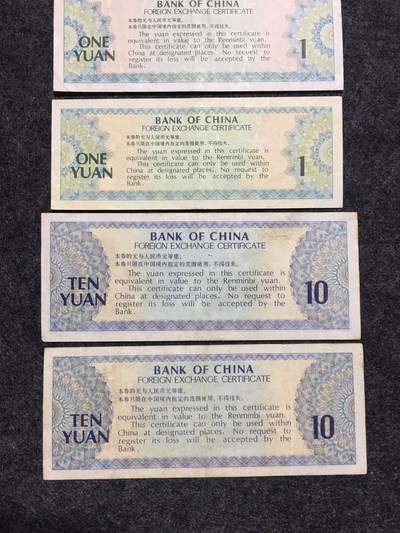 FOREIGN EXCHANGE CERTIFICATE
本券的元与人民币元等值。
本券只限在中国境内指定的范围使用,不得挂失。
ONE
YUAN
The yuan expressed in this certificate is
equivalent in value to the Renminbi yuan.
This certificate can only be used within
China at designated places. No request to
register its loss will be accepted by the
Bank.
1
BANK OF CHINA
FOREIGN EXCHANGE CERTIFICATE
本券的元与人民币元等值。
本券只限在中国境内指定的范围使用,不得挂失。
ONE
YUAN
The yuan expressed in this certificate is
equivalent in value to the Renminbi yuan.
This certificate can only be used within
China at designated places. No request to
register its loss will be accepted by the
Bank.
1
BANK OF CHINA
FOREIGN EXCHANGE CERTIFICATE
本券的元与人民币元等值。
本券只限在中国境内指定的范围使用,不得挂失。
TEN
YUAN
The yuan expressed in this certificate is
equivalent in value to the Renminbi yuan.
This certificate can only be used within
China at designated places. No request to
register its loss will be accepted by the
Bank.
10
BANK OF CHINA
FOREIGN EXCHANGE CERTIFICATE
本券的元与人民币元等值。
本券只限在中国境内指定的范围使用,不得挂失。
TEN
YUAN
The yuan expressed in this certificate is
equivalent in value to the Renminbi yuan.
This certificate can only be used within
China at designated places. No request to
register its loss will be accepted by the
Bank.
10